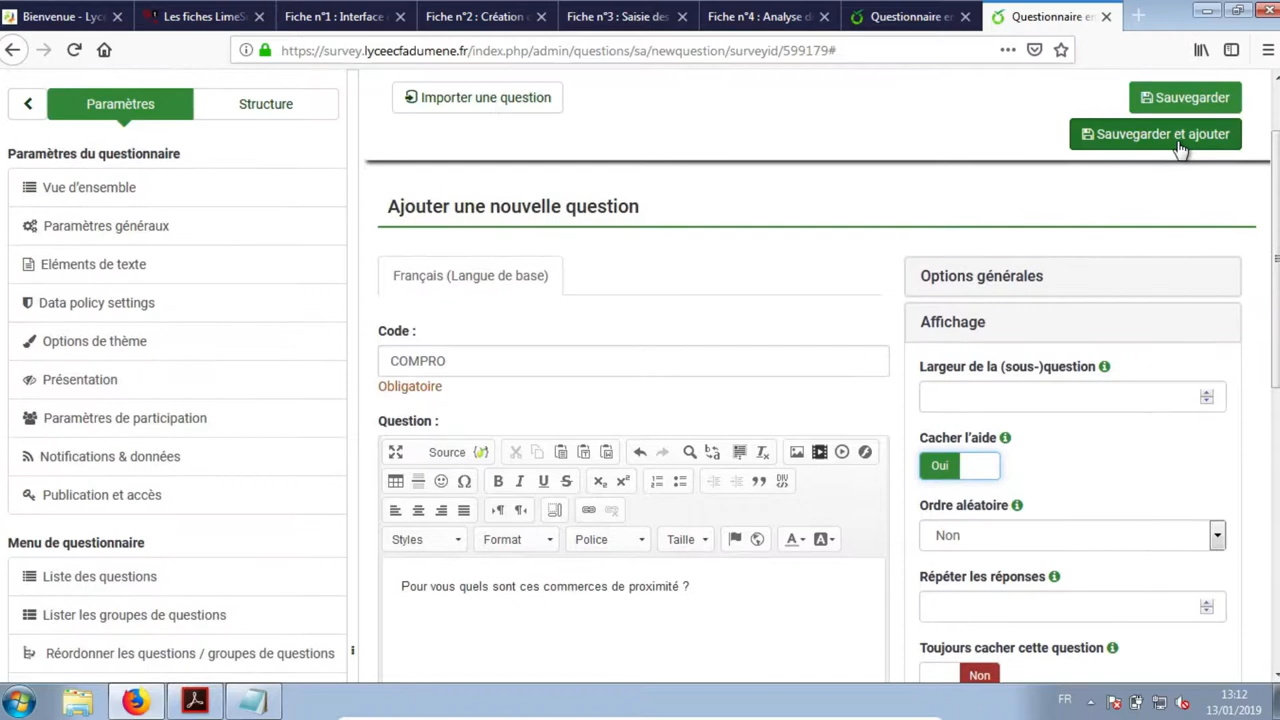 Bienvenue - Lyc
Les fiches LimeS
Fiche n°1 : Interface
Fiche n°2 : Création
Fiche n°3 : Saisie des
Fiche n°4 : Analyse d
Questionnaire e
Questionnaire e
https://survey.lyceecfadumene.fr/index.php/admin/questions/sa/newquestion/surveyid/599179#
Paramètres
Structure
Importer une question
Sauvegarder
Sauvegarder et ajouter
Paramètres du questionnaire
Vue d'ensemble
Paramètres généraux
Eléments de texte
Data policy settings
Options de thème
Présentation
Paramètres de participation
Notifications & données
Publication et accès
Menu de questionnaire
Liste des questions
Lister les groupes de questions
Réordonner les questions / groupes de questions
Ajouter une nouvelle question
Français (Langue de base)
Code :
COMPRO
Obligatoire
Question :
Source
Styles
Format
Police
Taille
Pour vous quels sont ces commerces de proximité ?
Options générales
Affichage
Largeur de la (sous-)question
Cacher l'aide
Oui
Ordre aléatoire
Non
Répéter les réponses
Toujours cacher cette question
Non
FR
13:12
13/01/2019